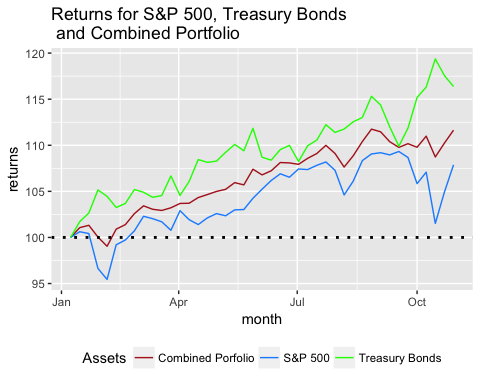 Returns for S&P 500, Treasury Bonds
and Combined Portfolio
120
115
110
105
100
95
returns
Jan Apr Jul Oct
month
Assets Combined Porfolio S&P 500 Treasury Bonds